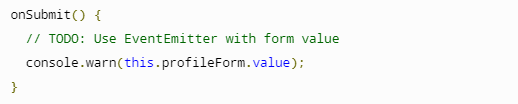 onSubmit() {
  // TODO: Use EventEmitter with form value
  console.warn(this.profileForm.value);
}